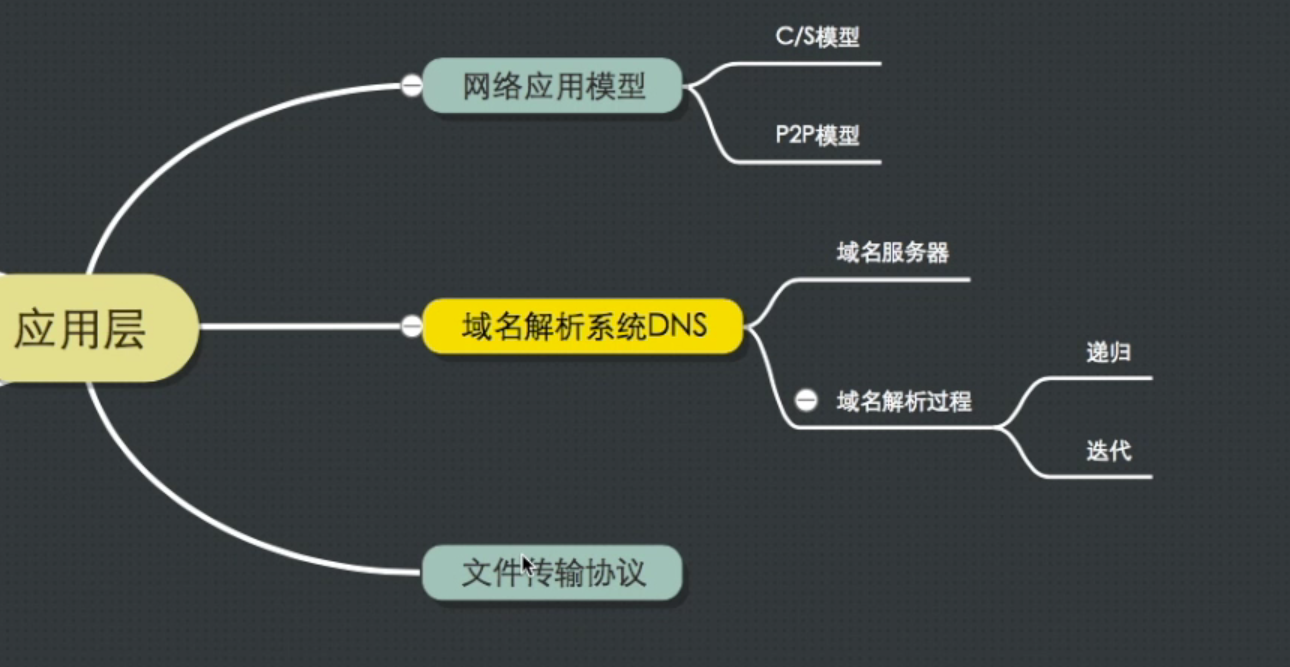 应用层
网络应用模型
C/S模型
P2P模型
域名解析系统DNS
域名服务器
域名解析过程
递归
迭代
文件传输协议